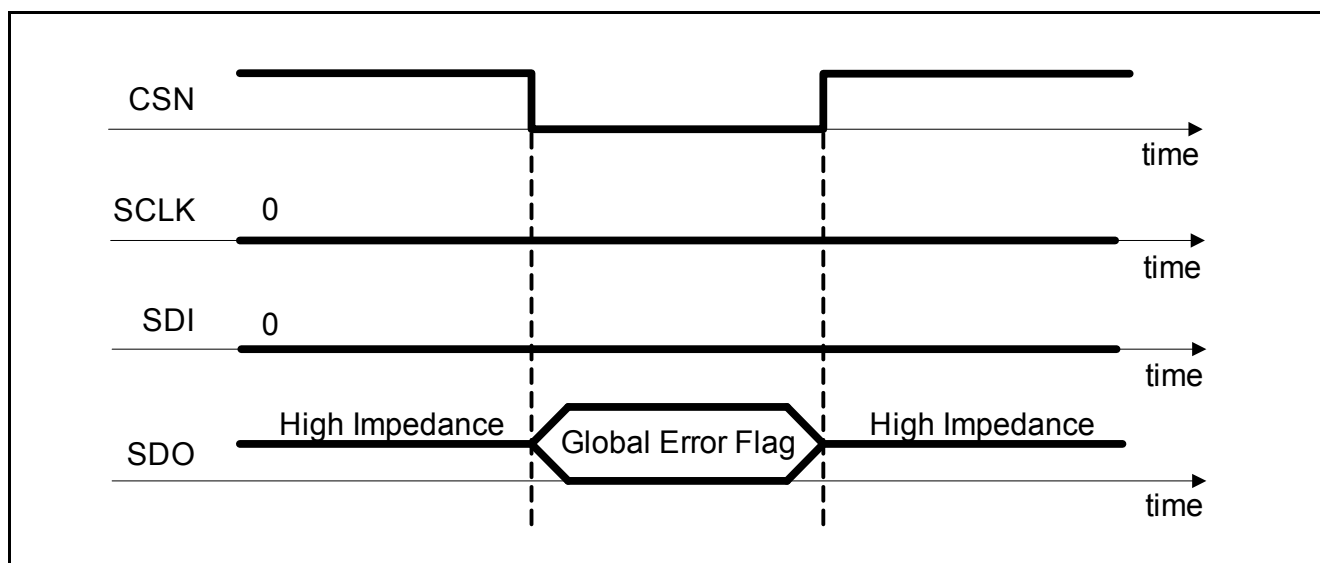 CSN
time
SCLK
0
time
SDI
0
time
SDO
High Impedance
Global Error Flag
High Impedance
time